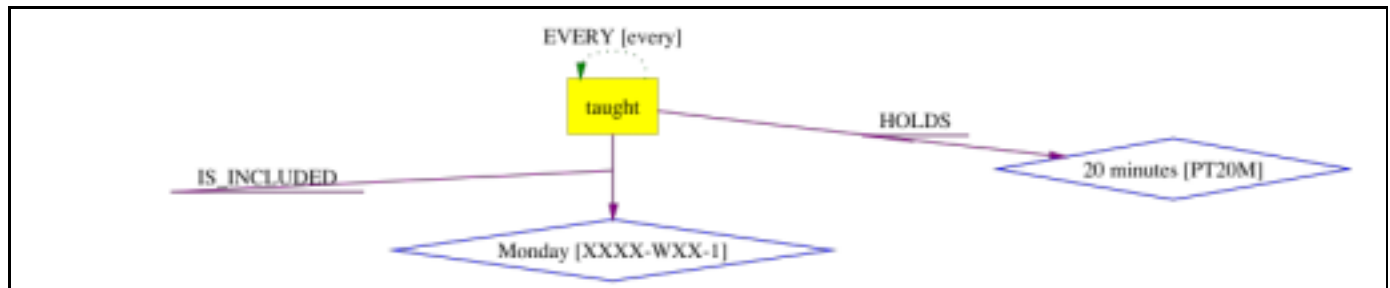 EVERY [every]
taught
HOLDS
20 minutes [PT20M]
IS_INCLUDED
Monday [XXXX-WXX-1]